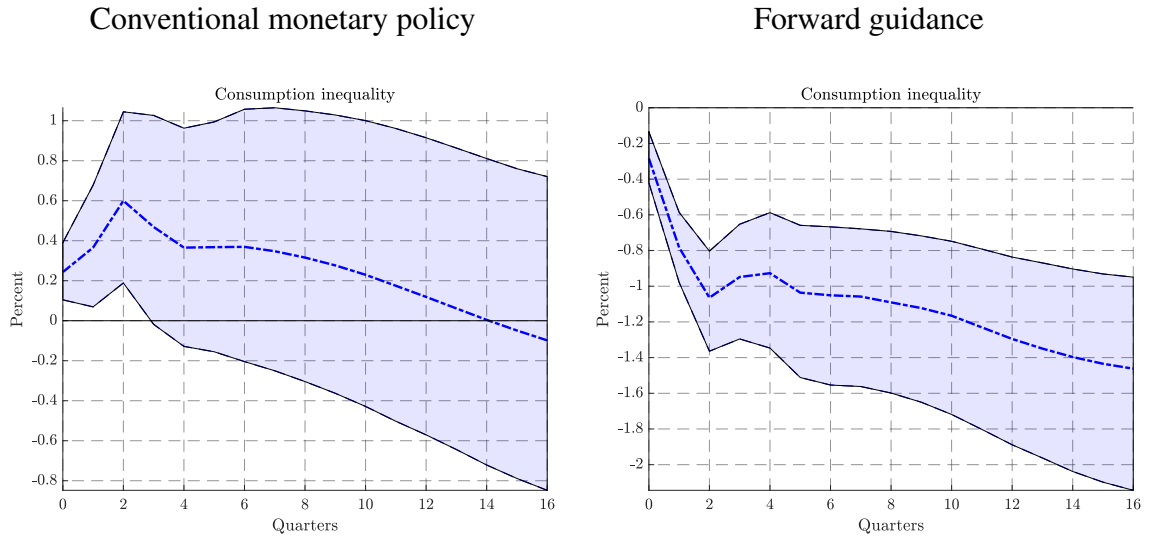 Conventional monetary policy
Forward guidance
Consumption inequality
1
0.8
0.6
0.4
0.2
0
-0.2
-0.4
-0.6
-0.8
Percent
0 2 4 6 8 10 12 14 16
Quarters
Consumption inequality
0
-0.2
-0.4
-0.6
-0.8
-1
-1.2
-1.4
-1.6
-1.8
-2
Percent
0 2 4 6 8 10 12 14 16
Quarters